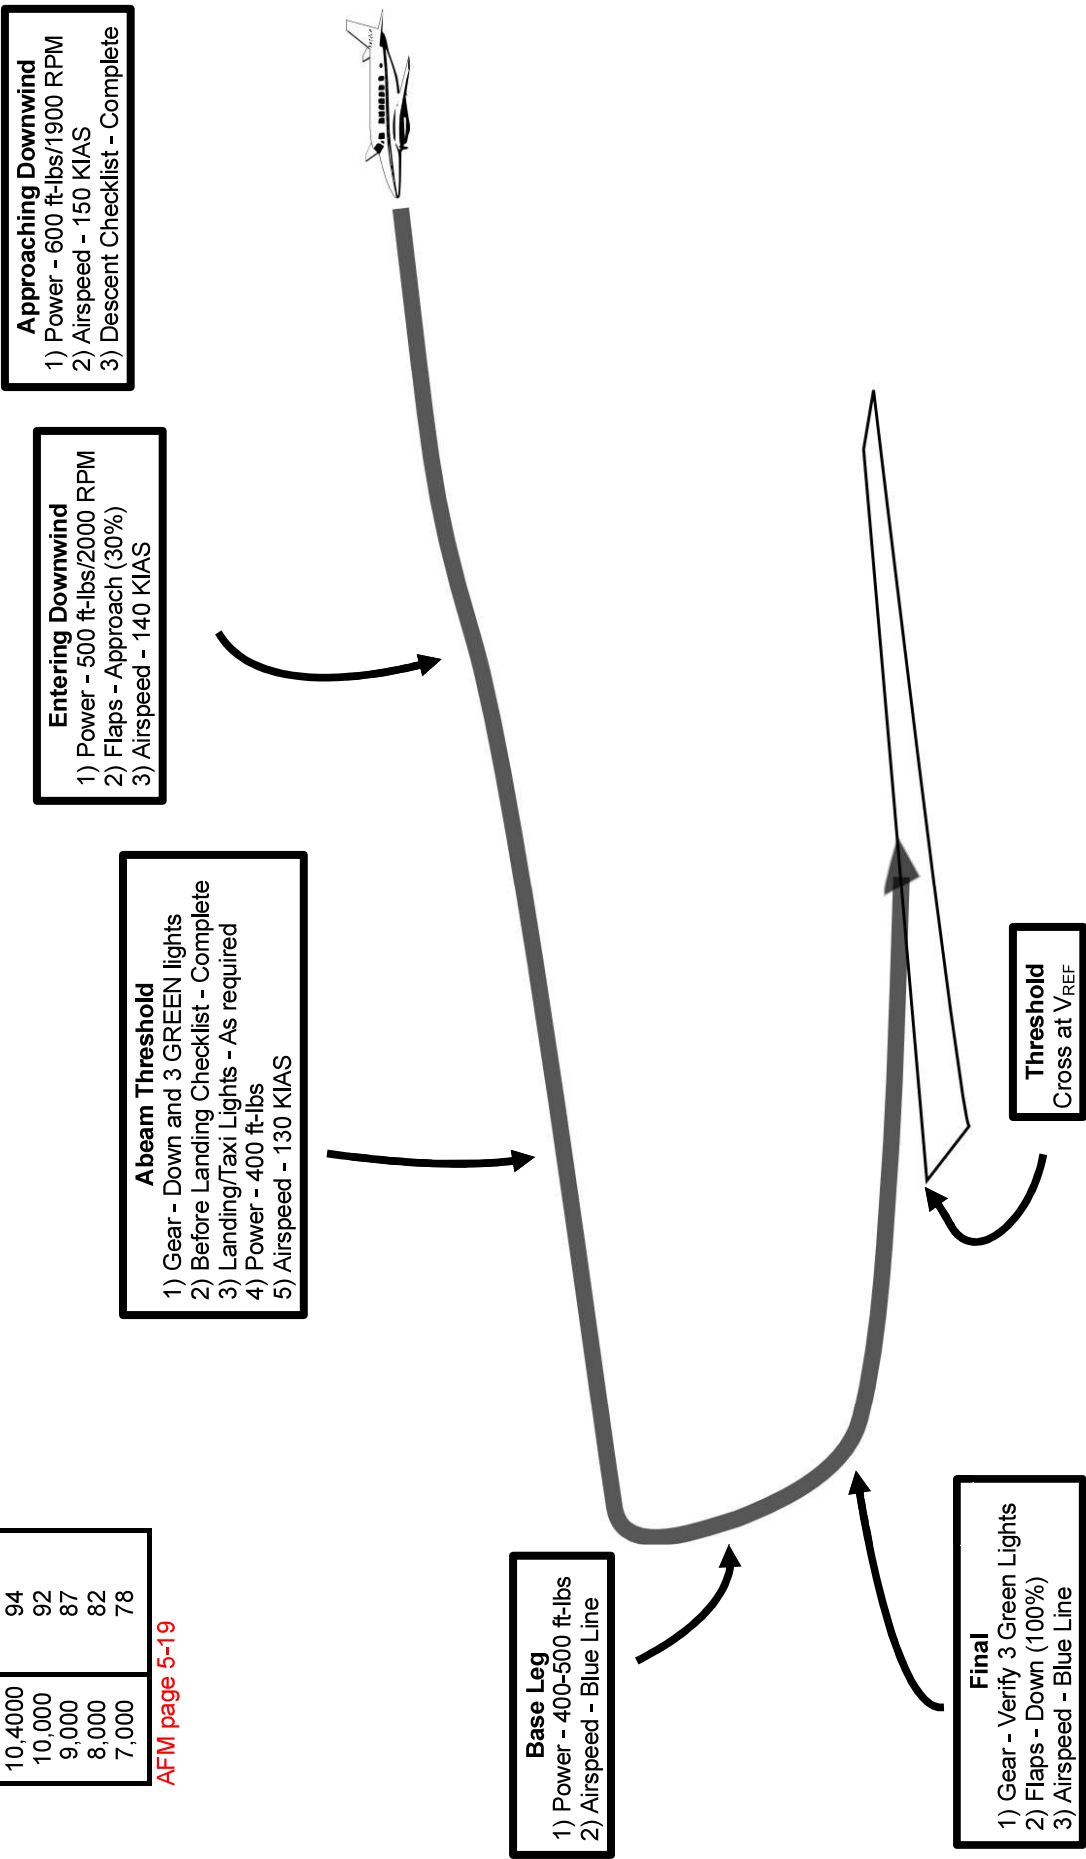 10,4000 94
10,000 92
9,000 87
8,000 82
7,000 78
AFM page 5-19
Approaching Downwind
1) Power - 600 ft-lbs/1900 RPM
2) Airspeed - 150 KIAS
3) Descent Checklist - Complete
Entering Downwind
1) Power - 500 ft-lbs/2000 RPM
2) Flaps - Approach (30%)
3) Airspeed - 140 KIAS
Abeam Threshold
1) Gear - Down and 3 GREEN lights
2) Before Landing Checklist - Complete
3) Landing/Taxi Lights - As required
4) Power - 400 ft-lbs
5) Airspeed - 130 KIAS
Base Leg
1) Power - 400-500 ft-lbs
2) Airspeed - Blue Line
Final
1) Gear - Verify 3 Green Lights
2) Flaps - Down (100%)
3) Airspeed - Blue Line
Threshold
Cross at VREF